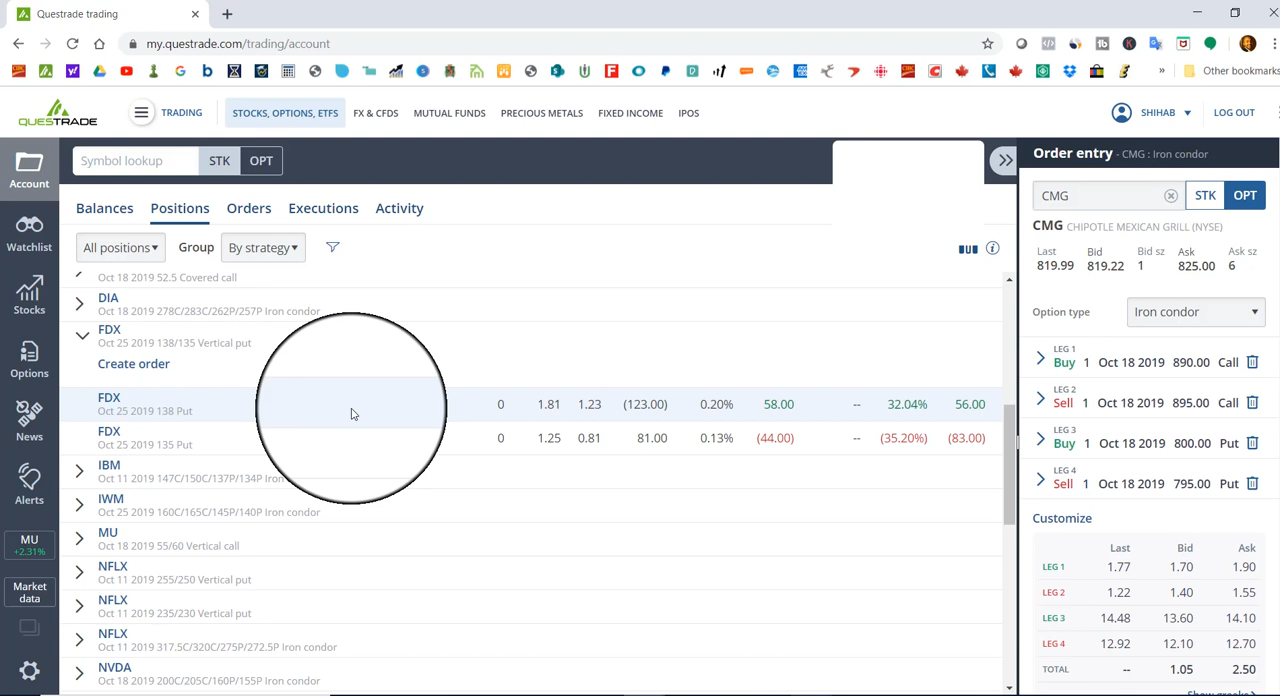 Questrade trading
my.questrade.com/trading/account
Other bookmarks
QUESTRADE
TRADING
STOCKS, OPTIONS, ETFS
FX & CFDS
MUTUAL FUNDS
PRECIOUS METALS
FIXED INCOME
IPOS
SHIHAB
LOG OUT
Account
Watchlist
Stocks
Options
News
Alerts
MU
+2.31%
Market
data
Symbol lookup
STK
OPT
Balances
Positions
Orders
Executions
Activity
All positions
Group
By strategy
Oct 18 2019 52.5 Covered call
DIA
Oct 18 2019 278C/283C/262P/257P Iron condor
FDX
Oct 25 2019 138/135 Vertical put
Create order
FDX 0 1.81 1.23 (123.00) 0.20% 58.00 -- 32.04% 56.00
Oct 25 2019 138 Put
FDX 0 1.25 0.81 81.00 0.13% (44.00) -- (35.20%) (83.00)
Oct 25 2019 135 Put
IBM
Oct 11 2019 147C/150C/137P/134P Iron
IWM
Oct 25 2019 160C/165C/145P/140P Iron condor
MU
Oct 18 2019 55/60 Vertical call
NFLX
Oct 11 2019 255/250 Vertical put
NFLX
Oct 11 2019 235/230 Vertical put
NFLX
Oct 11 2019 317.5C/320C/275P/272.5P Iron condor
NVDA
Oct 18 2019 200C/205C/160P/155P Iron condor
Order entry - CMG : Iron condor
CMG
STK
OPT
CMG CHIPOTLE MEXICAN GRILL (NYSE)
Last Bid Bid sz Ask Ask sz
819.99 819.22 1 825.00 6
Option type
Iron condor
LEG 1
Buy 1 Oct 18 2019 890.00 Call
LEG 2
Sell 1 Oct 18 2019 895.00 Call
LEG 3
Buy 1 Oct 18 2019 800.00 Put
LEG 4
Sell 1 Oct 18 2019 795.00 Put
Customize
Last Bid Ask
LEG 1 1.77 1.70 1.90
LEG 2 1.22 1.40 1.55
LEG 3 14.48 13.60 14.10
LEG 4 12.92 12.10 12.70
TOTAL -- 1.05 2.50
Show greeks